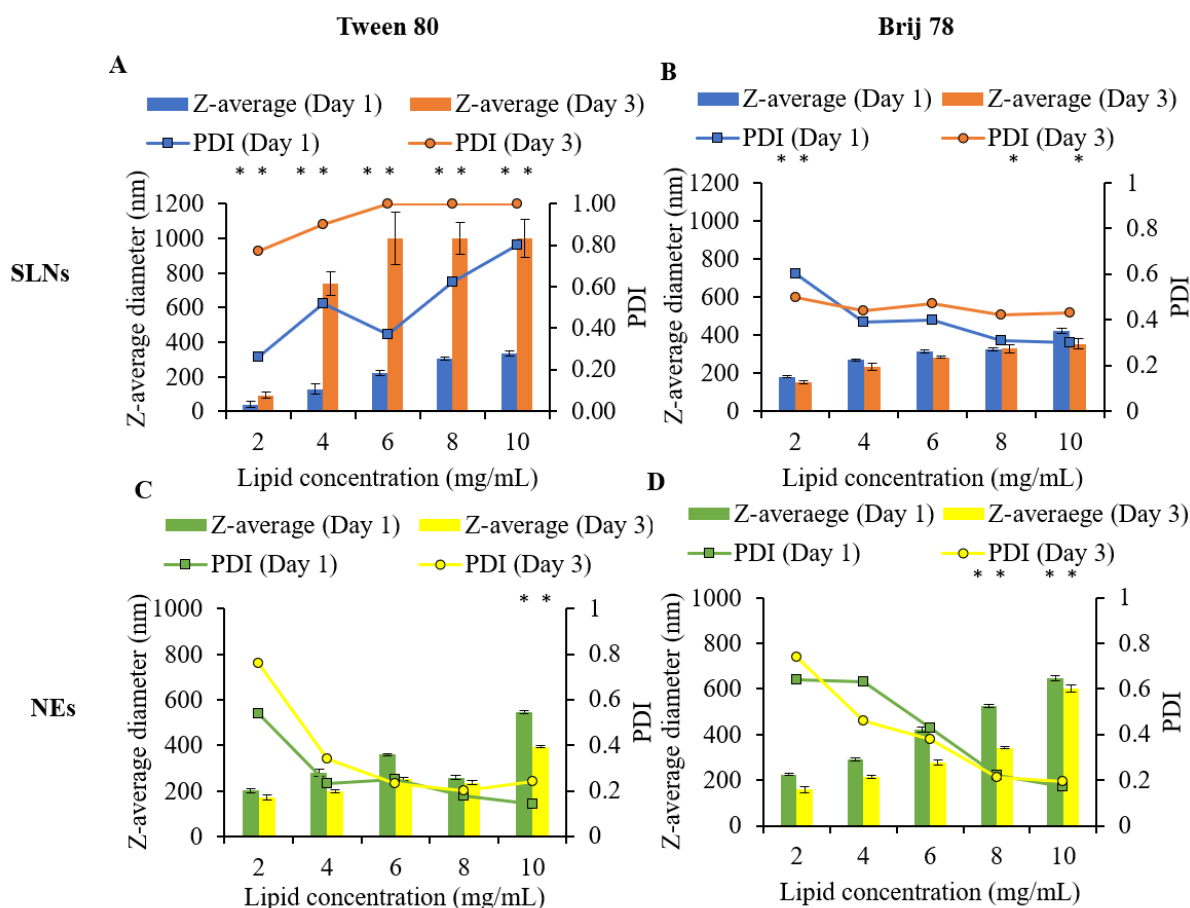 Tween 80
Brij 78
SLNs
NEs
A
Z-average (Day 1) Z-average (Day 3)
PDI (Day 1) PDI (Day 3)
* * * * * * * * * *
Z-average diameter (nm)
1200
1000
800
600
400
200
0
1.00
0.80
0.60
0.40
0.20
0.00
PDI
2 4 6 8 10
Lipid concentration (mg/mL)
B
Z-average (Day 1) Z-average (Day 3)
PDI (Day 1) PDI (Day 3)
* * * *
Z-average diameter (nm)
1200
1000
800
600
400
200
0
1
0.8
0.6
0.4
0.2
0
PDI
2 4 6 8 10
Lipid concentration (mg/mL)
C
Z-average (Day 1) Z-average (Day 3)
PDI (Day 1) PDI (Day 3)
* *
Z-average diameter (nm)
1000
800
600
400
200
0
1
0.8
0.6
0.4
0.2
0
PDI
2 4 6 8 10
Lipid concentration (mg/mL)
D
Z-averaege (Day 1) Z-averaege (Day 3)
PDI (Day 1) PDI (Day 3)
* * * *
Z-average diameter (nm)
1000
800
600
400
200
0
1
0.8
0.6
0.4
0.2
0
PDI
2 4 6 8 10
Lipid concentration (mg/mL)